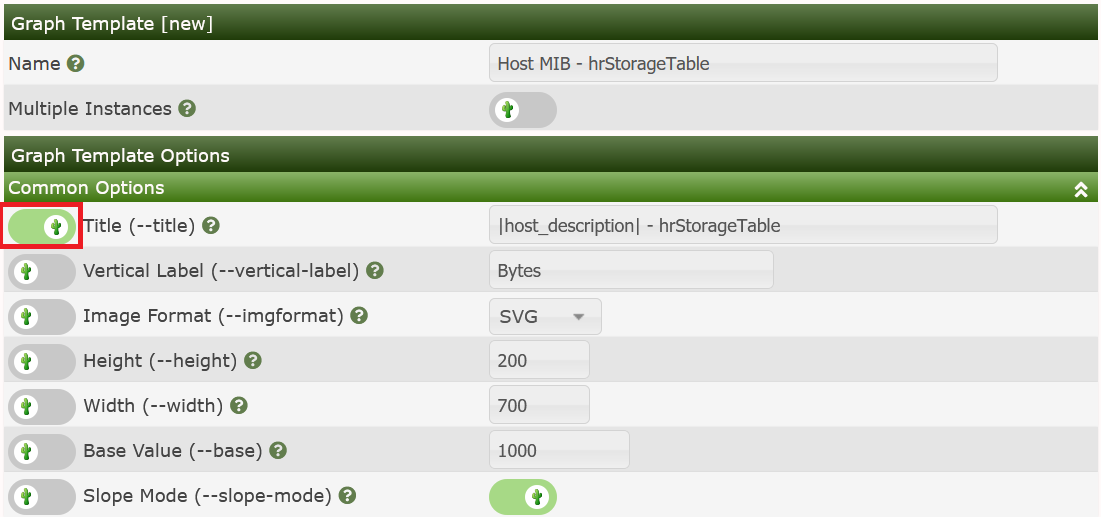 Graph Template [new]
Name ?
Host MIB - hrStorageTable
Multiple Instances ?
Graph Template Options
Common Options
Title (--title) ?
|host_description| - hrStorageTable
Vertical Label (--vertical-label) ?
Bytes
Image Format (--imgformat) ?
SVG
Height (--height) ?
200
Width (--width) ?
700
Base Value (--base) ?
1000
Slope Mode (--slope-mode) ?